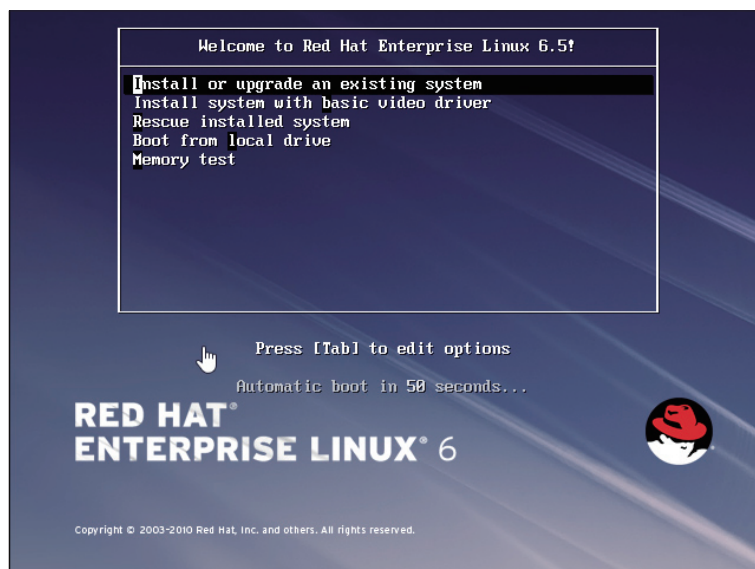 Welcome to Red Hat Enterprise Linux 6.5!
Install or upgrade an existing system
Install system with basic video driver
Rescue installed system
Boot from local drive
Memory test
Press [Tab] to edit options
Automatic boot in 50 seconds...
RED HAT®
ENTERPRISE LINUX® 6
Copyright © 2003-2010 Red Hat, Inc. and others. All rights reserved.